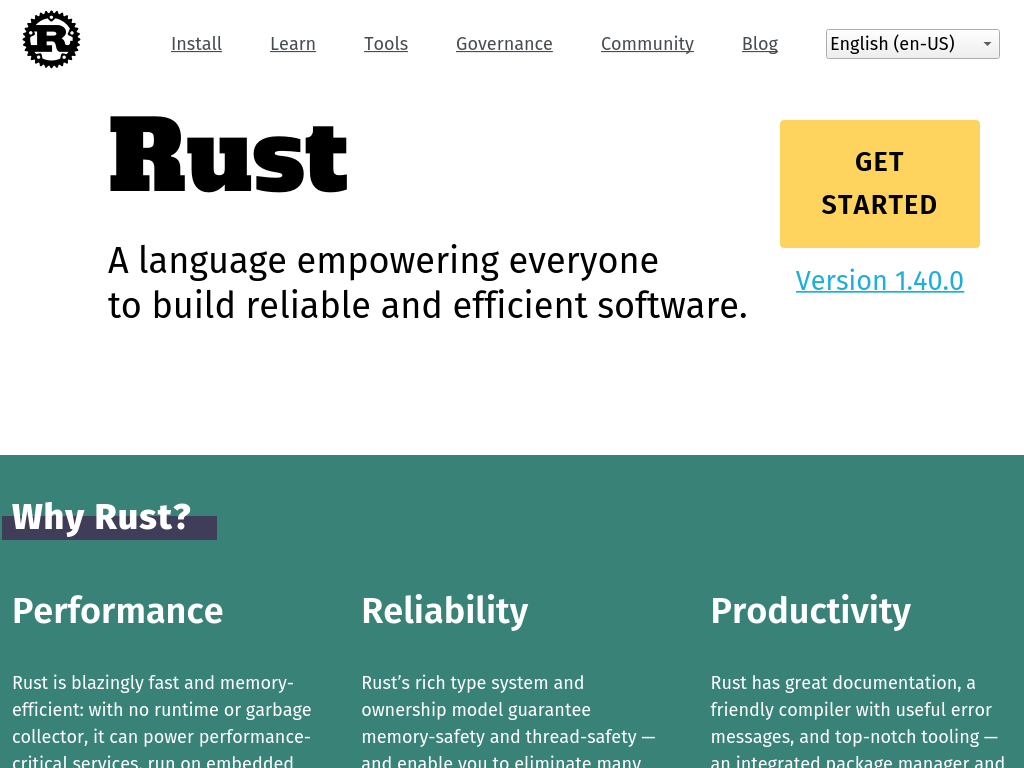 R
Install Learn Tools Governance Community Blog English (en-US)
Rust
A language empowering everyone
to build reliable and efficient software.
GET
STARTED
Version 1.40.0
Why Rust?
Performance
Rust is blazingly fast and memory-
efficient: with no runtime or garbage
collector, it can power performance-
critical services, run on embedded
Reliability
Rust’s rich type system and
ownership model guarantee
memory-safety and thread-safety —
and enable you to eliminate many
Productivity
Rust has great documentation, a
friendly compiler with useful error
messages, and top-notch tooling —
an integrated package manager and